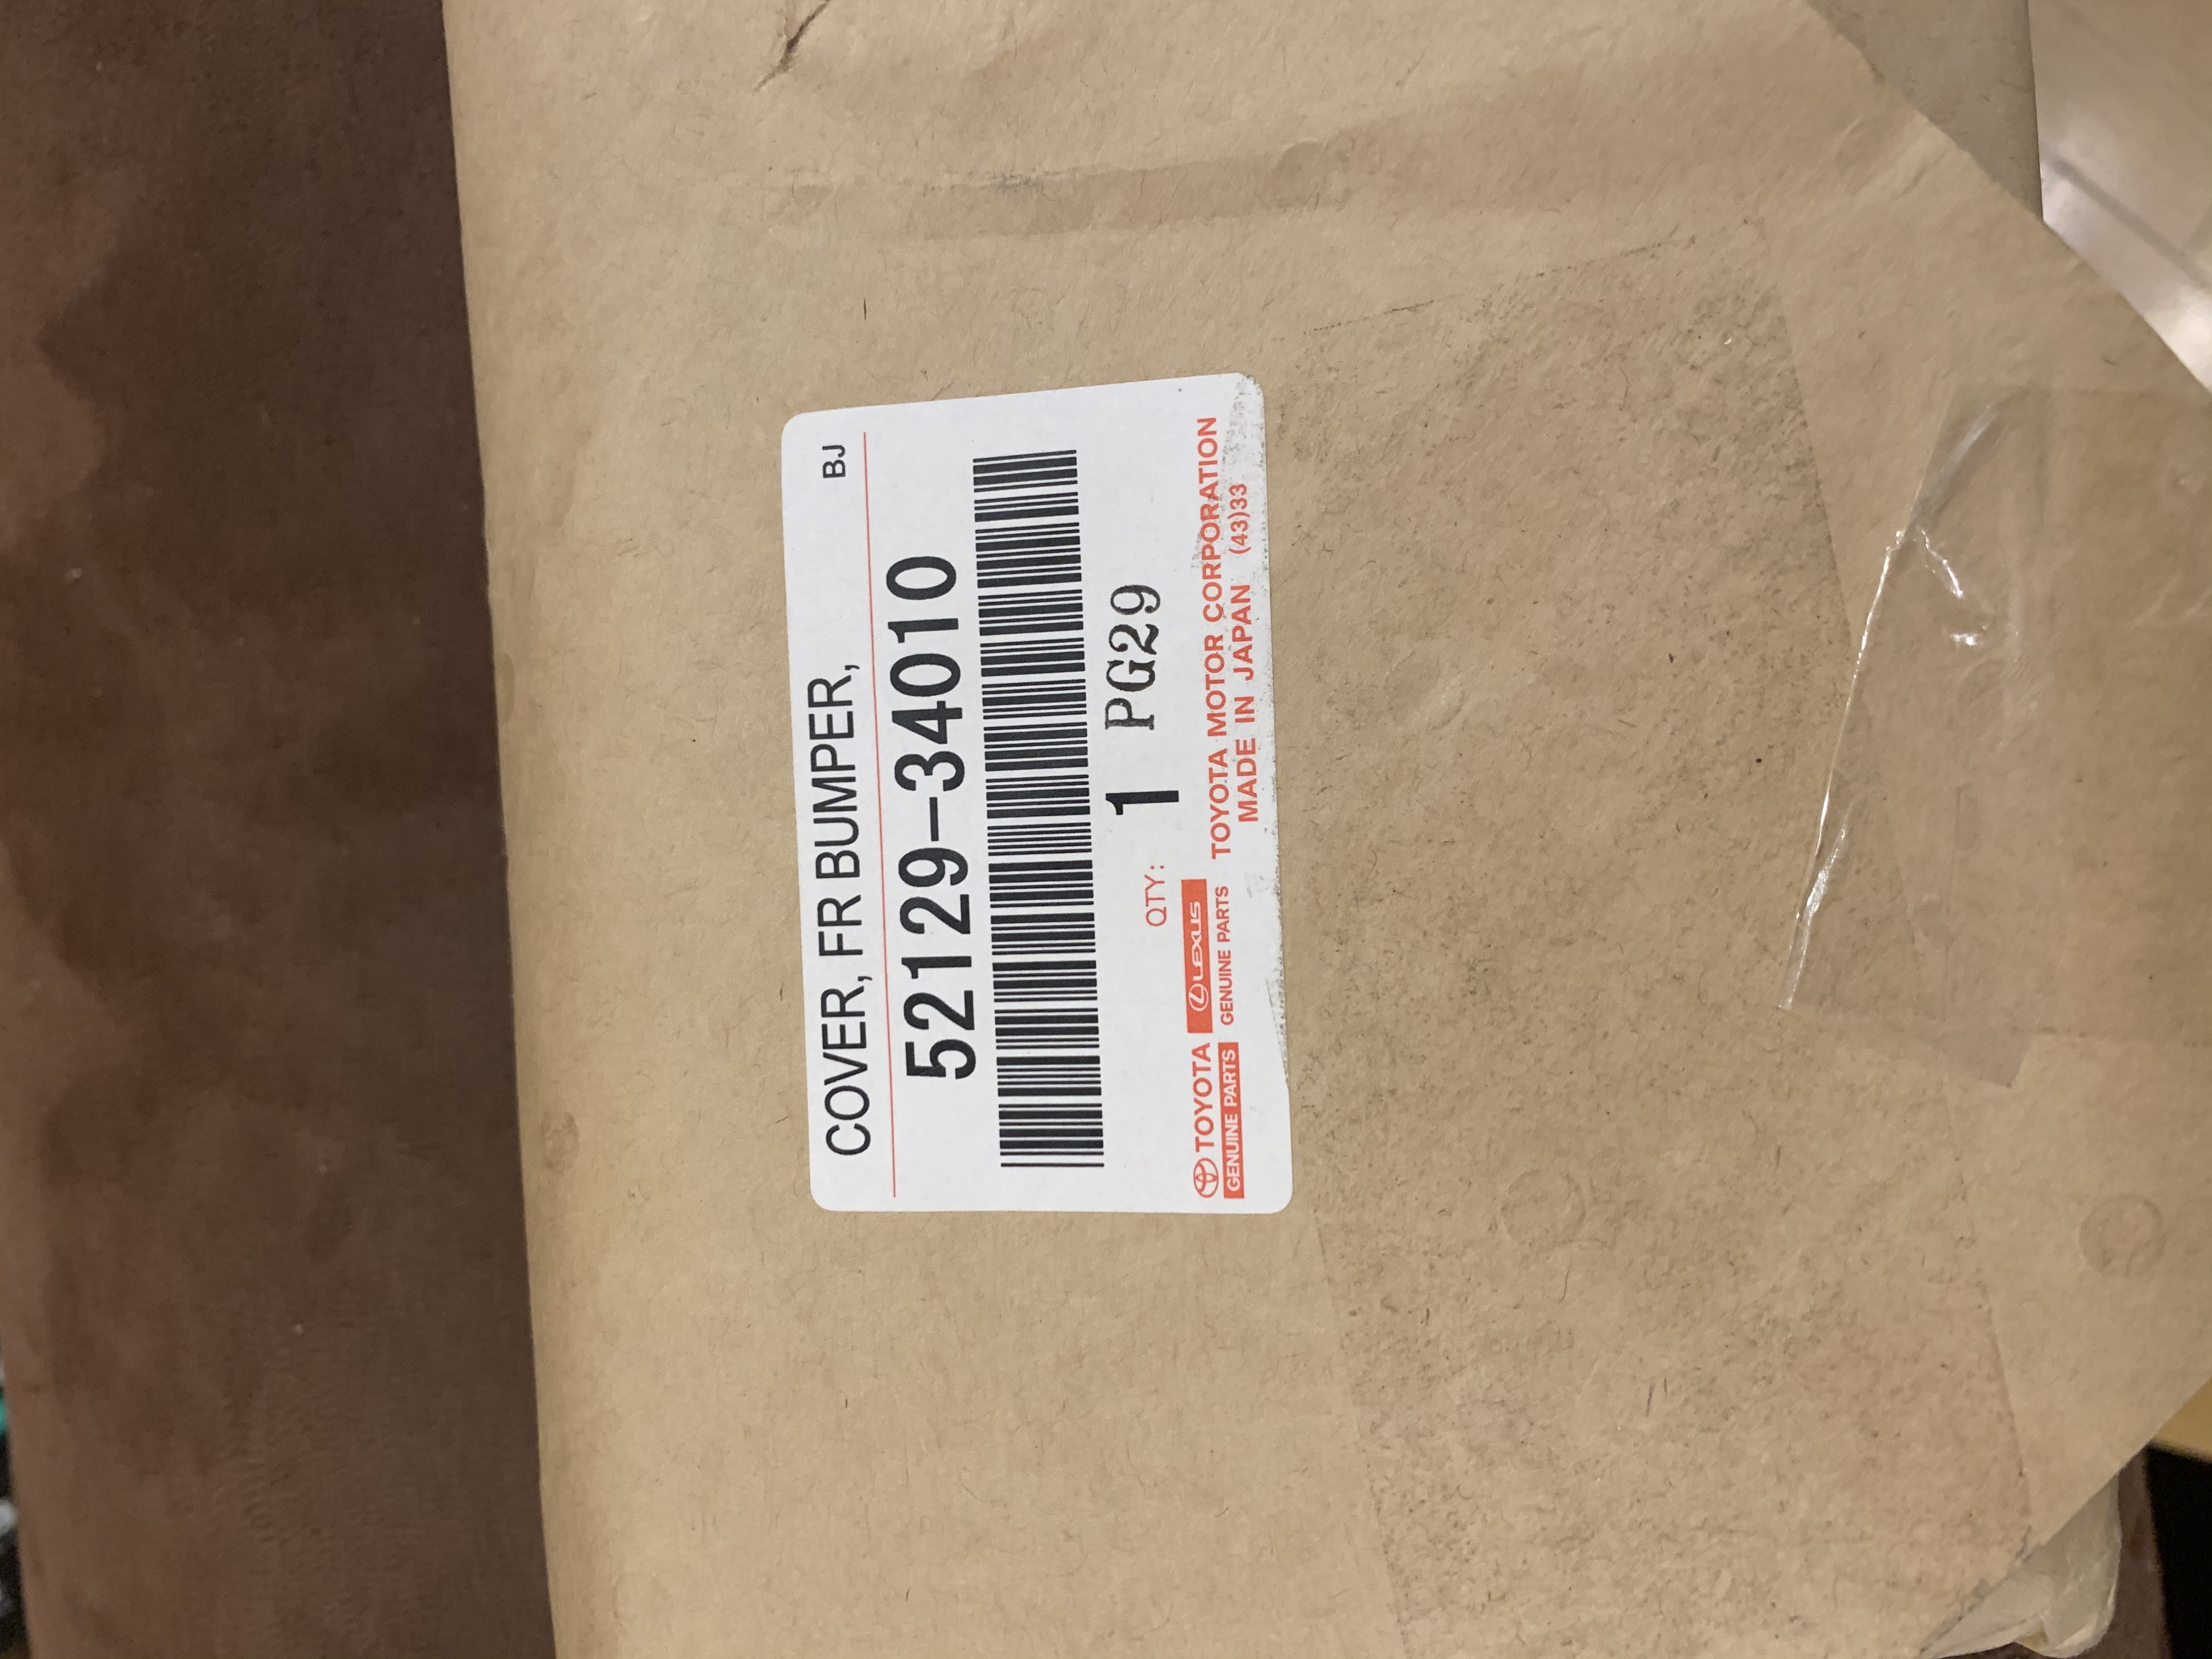 COVER, FR BUMPER, BJ
52129-34010
QTY: 1 PG29
TOYOTA LEXUS TOYOTA MOTOR CORPORATION
GENUINE PARTS GENUINE PARTS MADE IN JAPAN (43)33